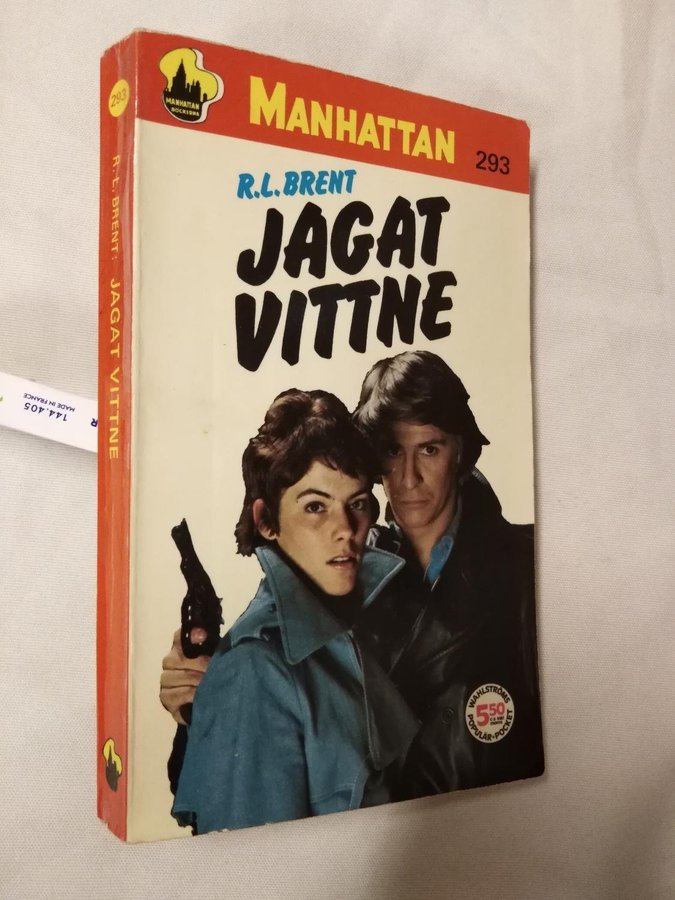 MANHATTAN
BÖCKERNA
MANHATTAN
293
R.L. BRENT
JAGAT
VITTNE
WAHLSTRÖMS
5.50
POPULÄR-POCKET
293
R.L. BRENT: JAGAT VITTNE
144.405
MADE IN FRANCE
R